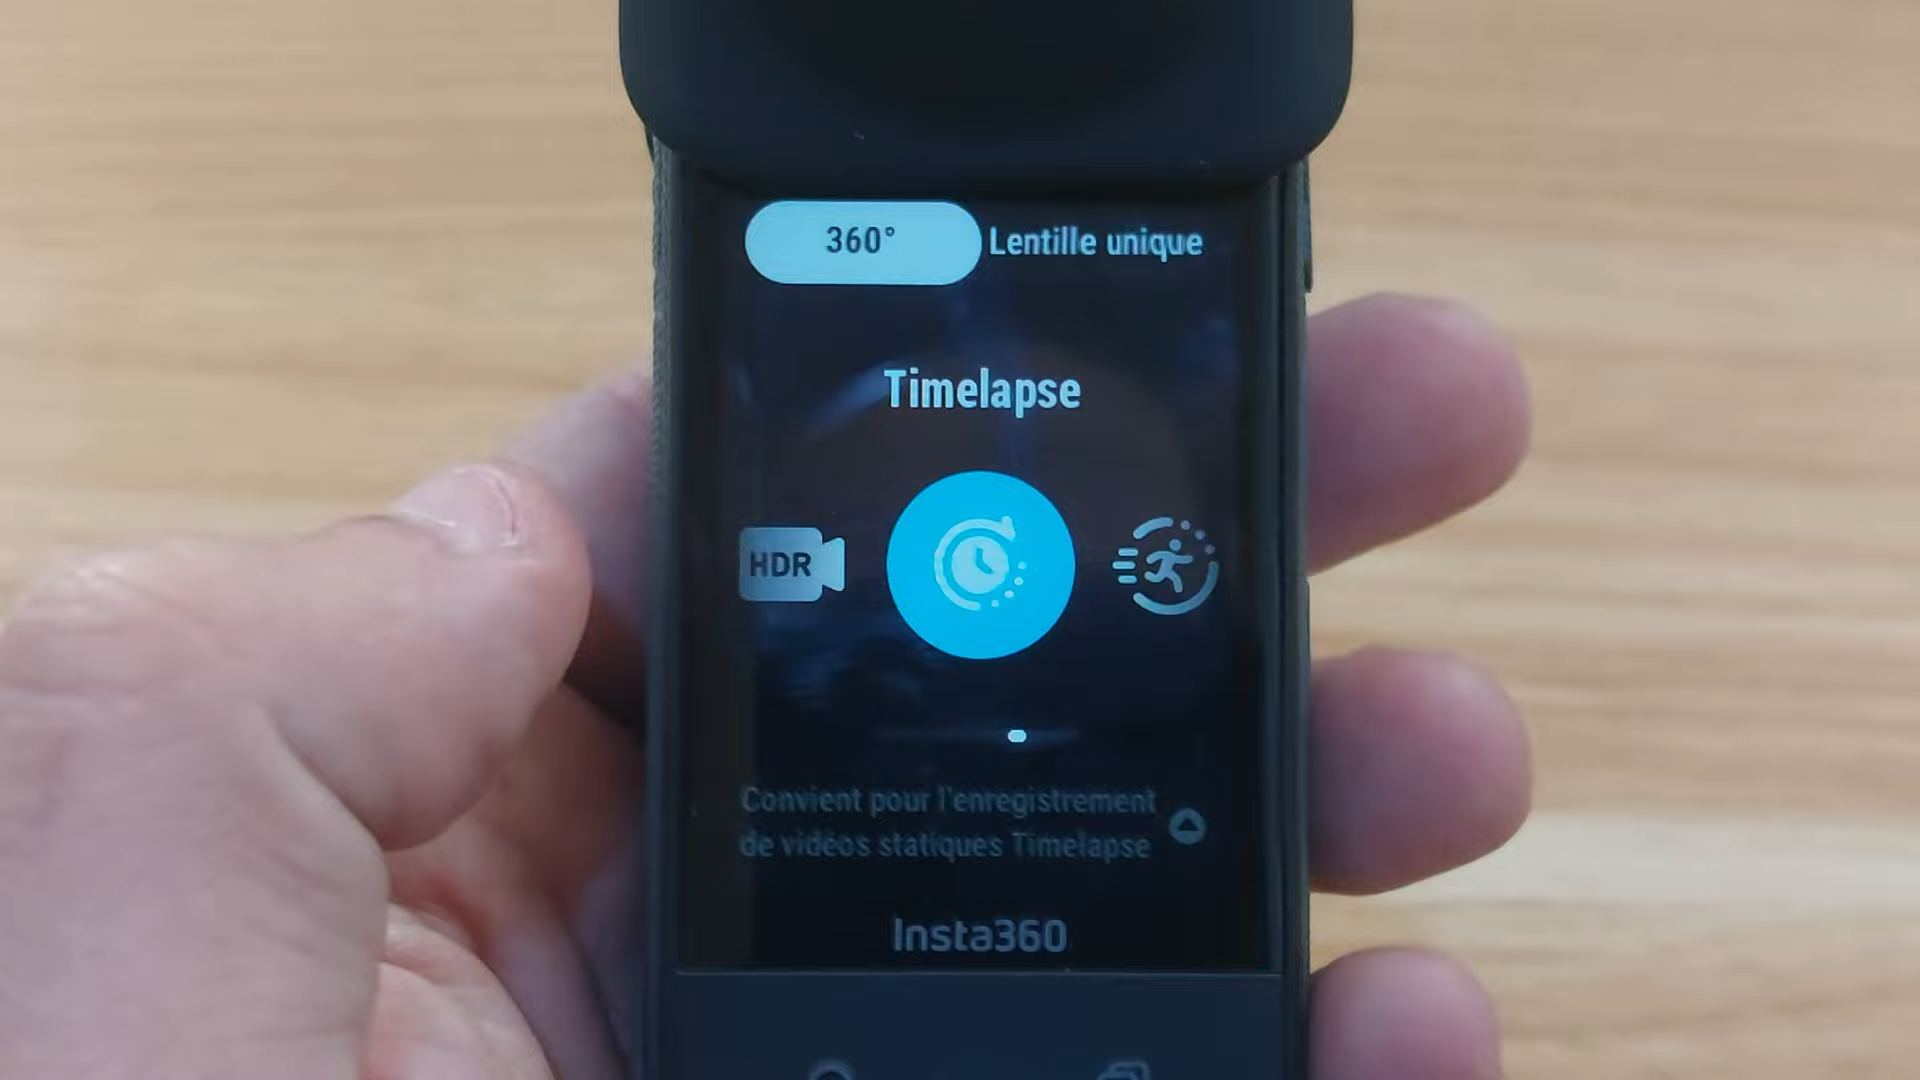 360°
Lentille unique
Timelapse
HDR
Convient pour l'enregistrement
de vidéos statiques Timelapse
Insta360